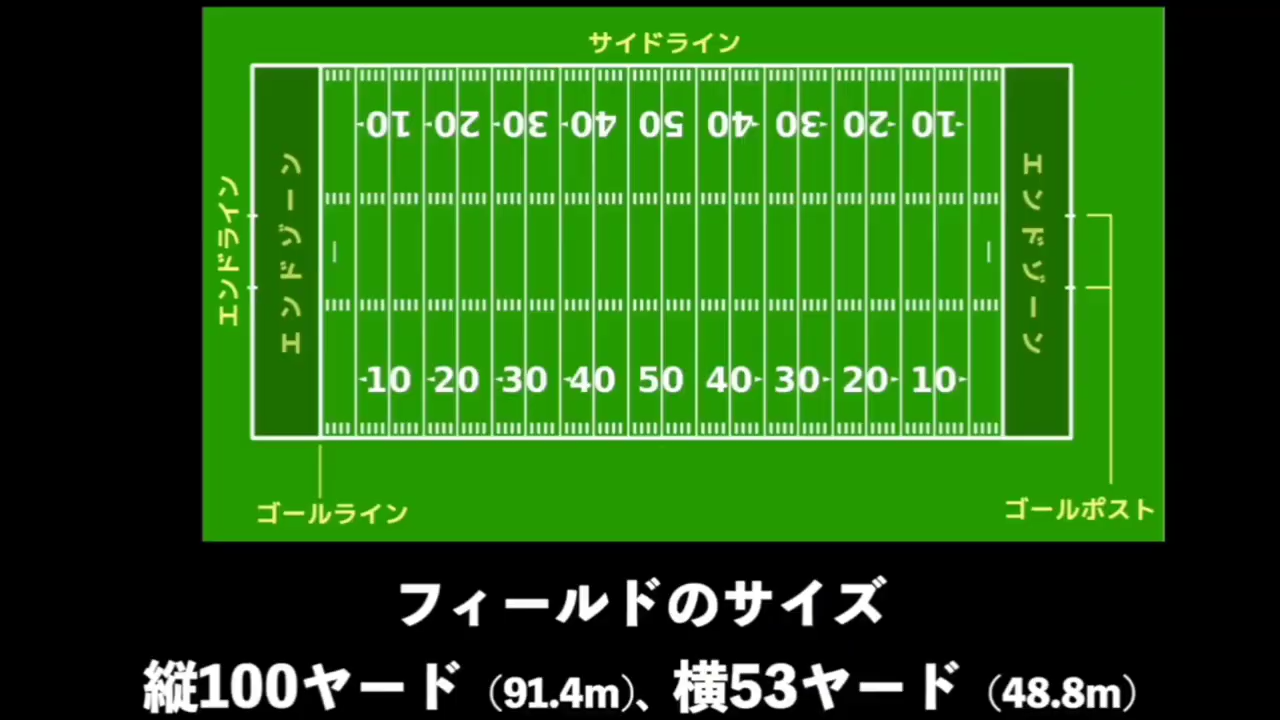 サイドライン
10 20 30 40 50 40 30 20 10
エンドライン
エンドゾーン
エンドゾーン
10 20 30 40 50 40 30 20 10
ゴールライン
ゴールポスト
フィールドのサイズ
縦100ヤード（91.4m）、横53ヤード（48.8m）